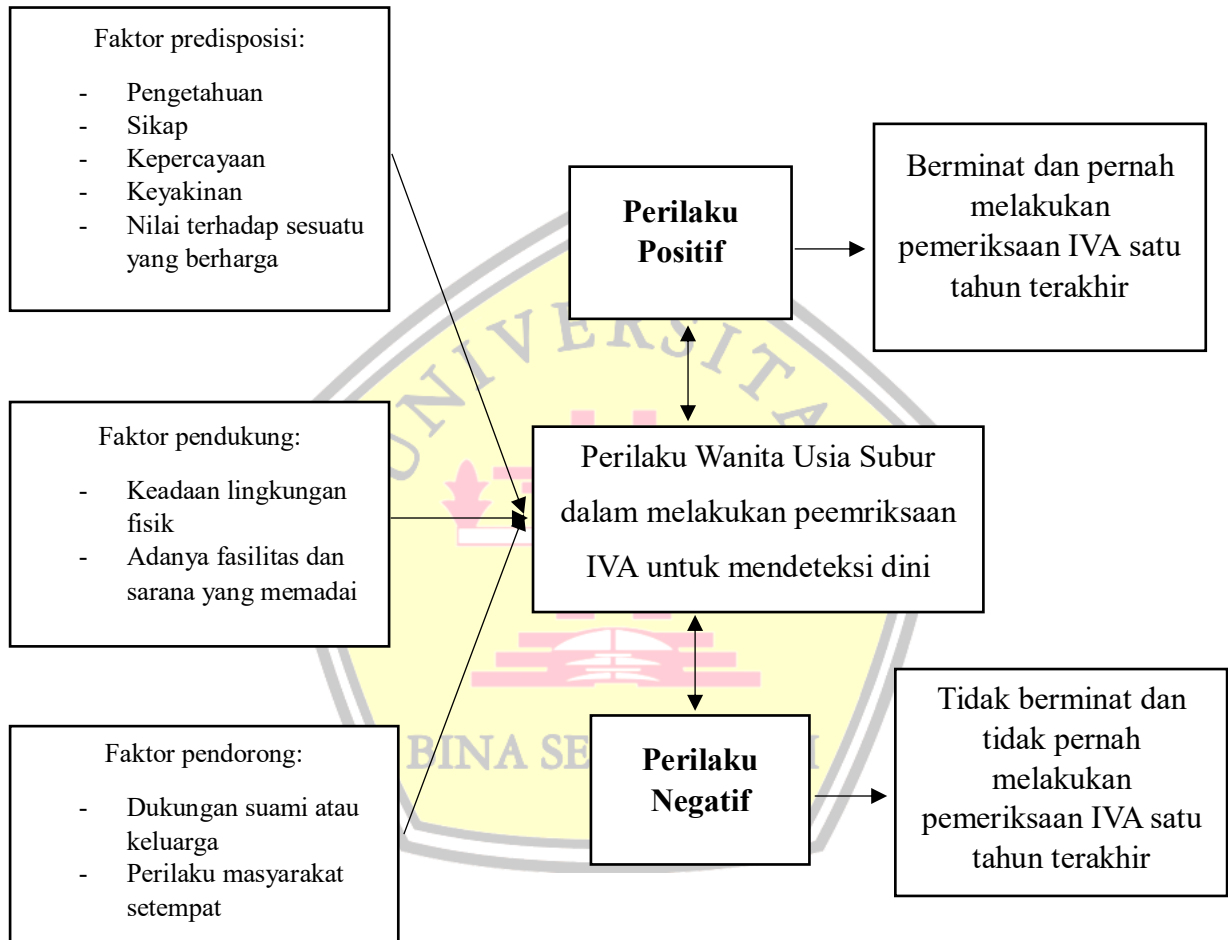 Faktor predisposisi:
- Pengetahuan
- Sikap
- Kepercayaan
- Keyakinan
- Nilai terhadap sesuatu
yang berharga
Faktor pendukung:
- Keadaan lingkungan
fisik
- Adanya fasilitas dan
sarana yang memadai
Faktor pendorong:
- Dukungan suami atau
keluarga
- Perilaku masyarakat
setempat
Perilaku
Positif
Berminat dan pernah
melakukan
pemeriksaan IVA satu
tahun terakhir
Perilaku Wanita Usia Subur
dalam melakukan peemriksaan
IVA untuk mendeteksi dini
Perilaku
Negatif
Tidak berminat dan
tidak pernah
melakukan
pemeriksaan IVA satu
tahun terakhir
UNIVERSITA
BINA SE